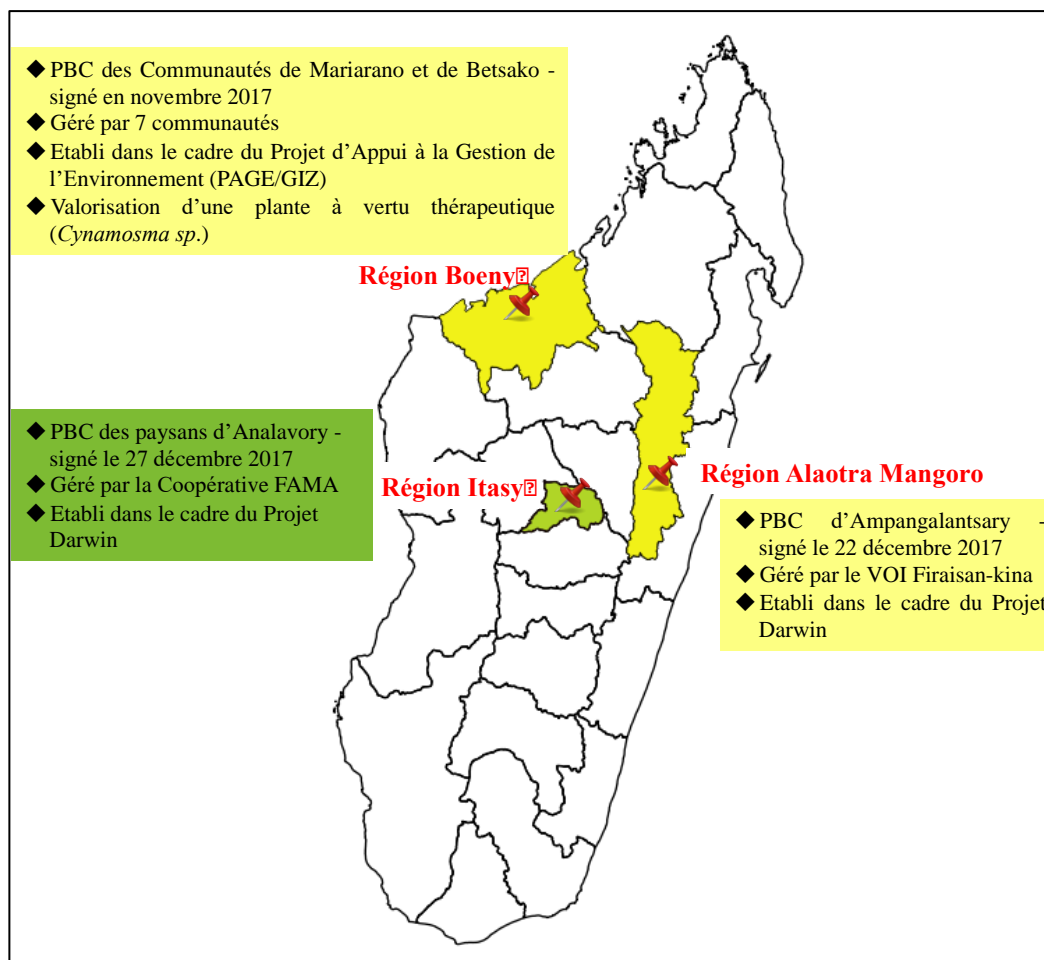 ◆ PBC des Communautés de Mariarano et de Betsako -
signé en novembre 2017
◆ Géré par 7 communautés
◆ Etabli dans le cadre du Projet d'Appui à la Gestion de
l'Environnement (PAGE/GIZ)
◆ Valorisation d'une plante à vertu thérapeutique
(Cynamosma sp.)
Région Boeny
◆ PBC des paysans d'Analavory -
signé le 27 décembre 2017
◆ Géré par la Coopérative FAMA
◆ Etabli dans le cadre du Projet
Darwin
Région Itasy
Région Alaotra Mangoro
◆ PBC d'Ampangalantsary -
signé le 22 décembre 2017
◆ Géré par le VOI Firaisan-kina
◆ Etabli dans le cadre du Projet
Darwin